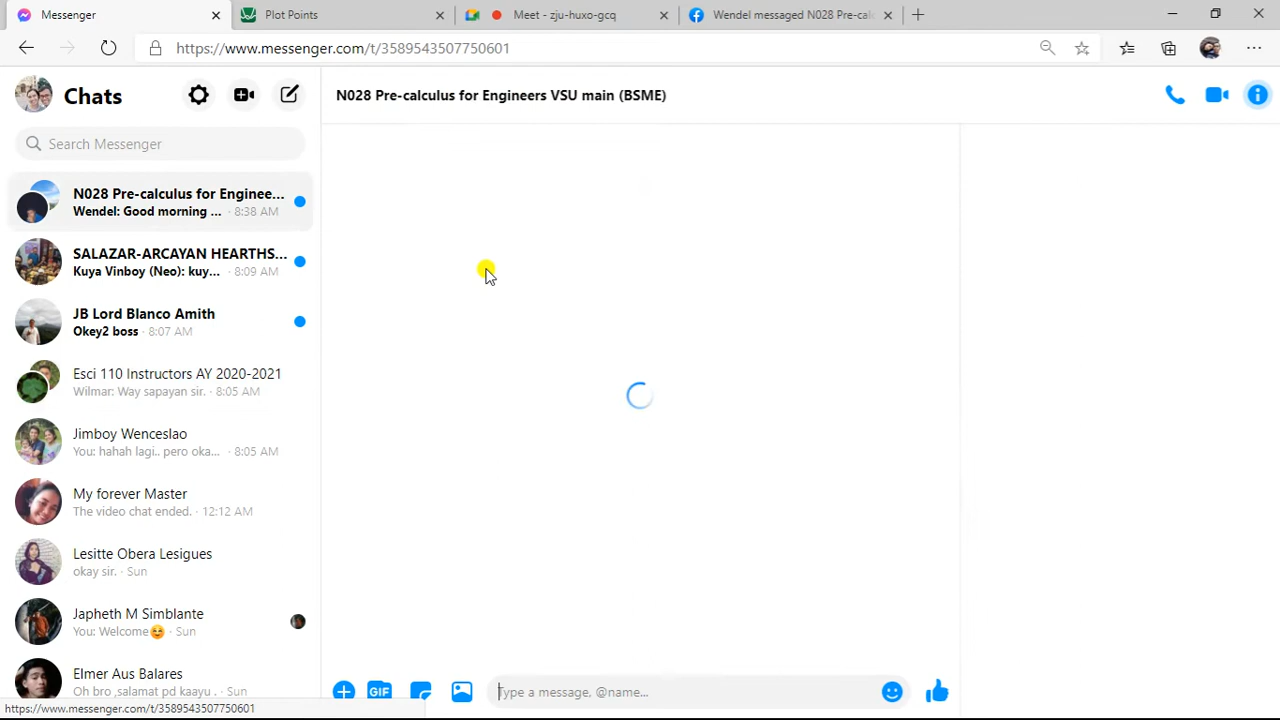 Messenger
Plot Points
Meet - zju-huxo-gcq
Wendel messaged N028 Pre-cal
https://www.messenger.com/t/3589543507750601
Chats
Search Messenger
N028 Pre-calculus for Enginee...
Wendel: Good morning ... · 8:38 AM
SALAZAR-ARCAYAN HEARTHS...
Kuya Vinboy (Neo): kuy... · 8:09 AM
JB Lord Blanco Amith
Okey2 boss · 8:07 AM
Esci 110 Instructors AY 2020-2021
Wilmar: Way sapayan sir. · 8:05 AM
Jimboy Wenceslao
You: hahah lagi.. pero oka... · 8:05 AM
My forever Master
The video chat ended. · 12:12 AM
Lesitte Obera Lesigues
okay sir. · Sun
Japheth M Simblante
You: Welcome😊 · Sun
Elmer Aus Balares
Oh bro ,salamat pd kaayu . · Sun
https://www.messenger.com/t/3589543507750601
N028 Pre-calculus for Engineers VSU main (BSME)
GIF
Type a message, @name...